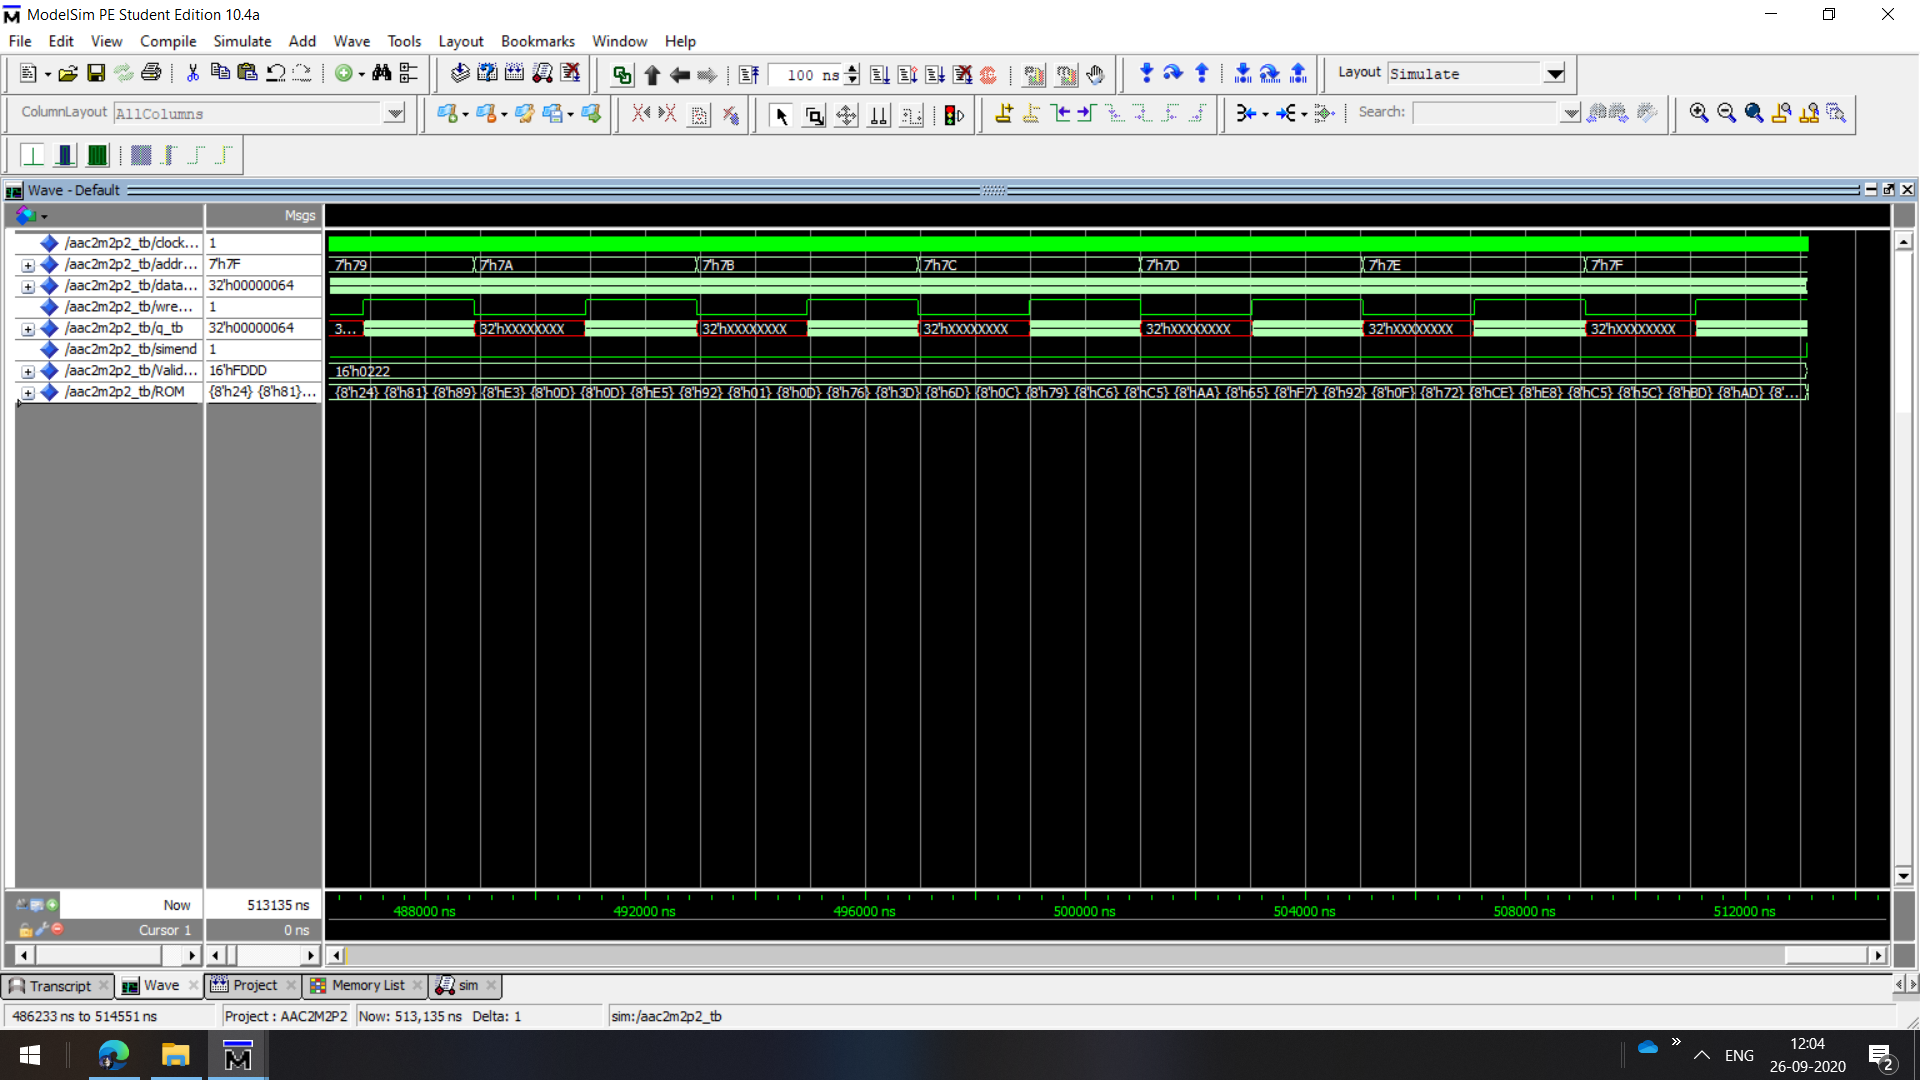 ModelSim PE Student Edition 10.4a
File Edit View Compile Simulate Add Wave Tools Layout Bookmarks Window Help
100 ns Layout Simulate
ColumnLayout AllColumns Search:
Wave - Default
Msgs
/aac2m2p2_tb/clock... 1
/aac2m2p2_tb/addr... 7'h7F 7'h79 7'h7A 7'h7B 7'h7C 7'h7D 7'h7E 7'h7F
/aac2m2p2_tb/data... 32'h00000064
/aac2m2p2_tb/wre... 1
/aac2m2p2_tb/q_tb 32'h00000064 3... 32'hXXXXXXXX 32'hXXXXXXXX 32'hXXXXXXXX 32'hXXXXXXXX 32'hXXXXXXXX 32'hXXXXXXXX
/aac2m2p2_tb/simend 1
/aac2m2p2_tb/Valid... 16'hFDDD 16'h0222
/aac2m2p2_tb/ROM {8'h24} {8'h81}... {8'h24} {8'h81} {8'h89} {8'hE3} {8'h0D} {8'h0D} {8'hE5} {8'h92} {8'h01} {8'h0D} {8'h76} {8'h3D} {8'h6D} {8'h0C} {8'h79} {8'hC6} {8'hC5} {8'hAA} {8'h65} {8'hF7} {8'h92} {8'h0F} {8'h72} {8'hCE} {8'hE8} {8'hC5} {8'h5C} {8'hBD} {8'hAD} {8'...
Now 513135 ns 488000 ns 492000 ns 496000 ns 500000 ns 504000 ns 508000 ns 512000 ns
Cursor 1 0 ns
Transcript Wave Project Memory List sim
486233 ns to 514551 ns Project : AAC2M2P2 Now: 513,135 ns Delta: 1 sim:/aac2m2p2_tb
12:04
ENG
26-09-2020
2